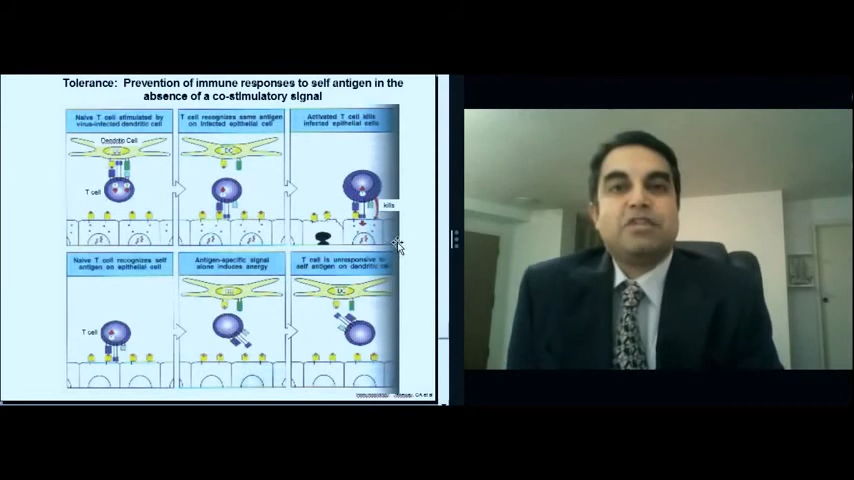 Tolerance: Prevention of immune responses to self antigen in the
absence of a co-stimulatory signal
Naive T cell stimulated by
virus-infected dendritic cell
T cell recognizes same antigen
on infected epithelial cell
Activated T cell kills
infected epithelial cells
Dendritic Cell
DC
T cell
kills
Naive T cell recognizes self
antigen on epithelial cell
Antigen-specific signal
alone induces anergy
T cell is unresponsive to
self antigen on dendritic
DC
T cell